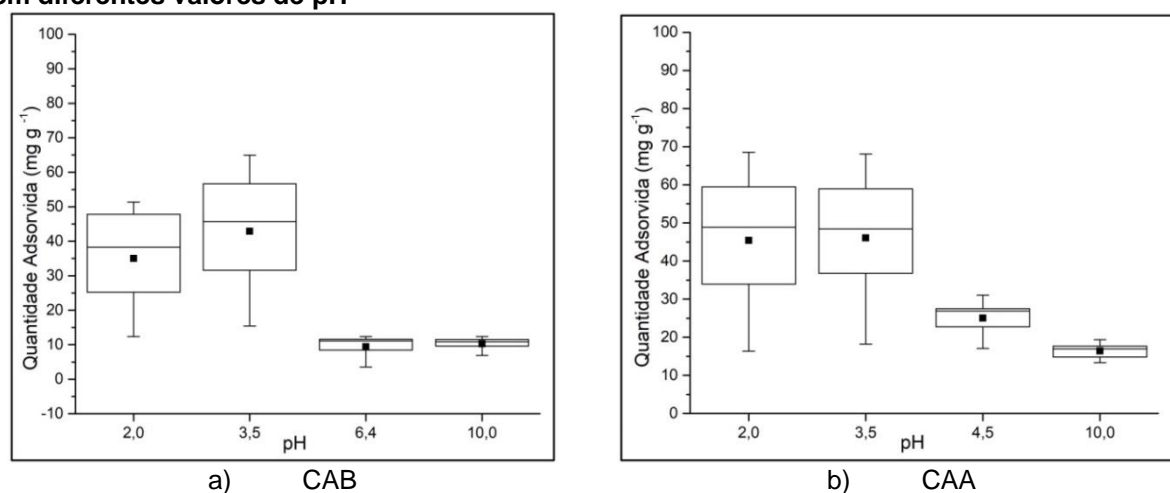 em diferentes valores de pH
100
90
80
70
60
50
40
30
20
10
0
-10
Quantidade Adsorvida (mg g⁻¹)
2,0 3,5 6,4 10,0
pH
a) CAB
100
90
80
70
60
50
40
30
20
10
0
Quantidade Adsorvida (mg g⁻¹)
2,0 3,5 4,5 10,0
pH
b) CAA